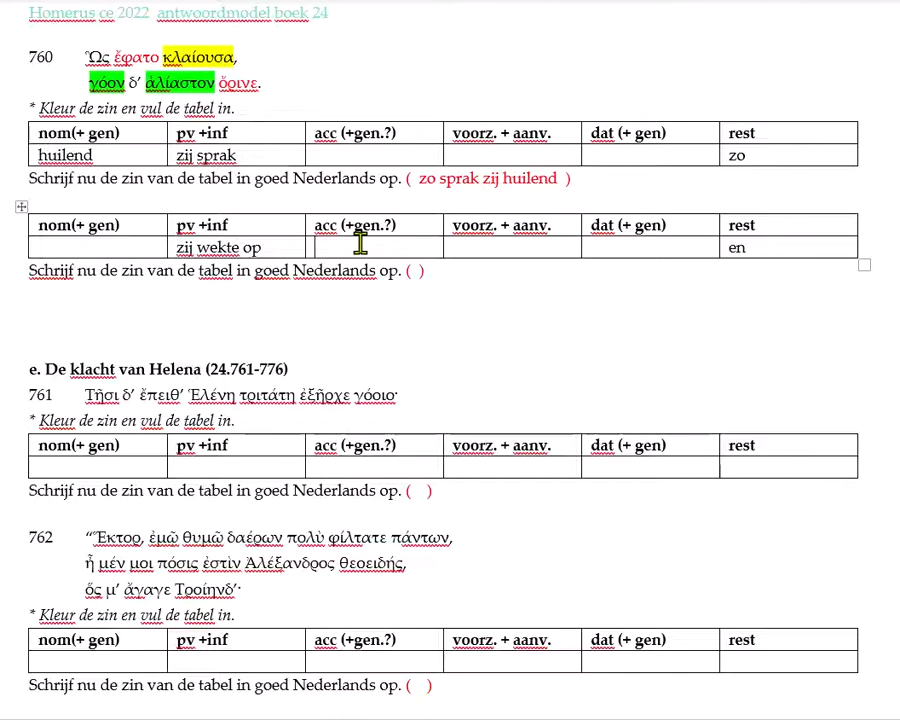 Homerus ce 2022 antwoordmodel boek 24
760 Ὣς ἔφατο κλαίουσα,
γόον δ’ ἀλίαστον ὄρινε.
* Kleur de zin en vul de tabel in.
nom(+ gen) pv +inf acc (+gen.?) voorz. + aanv. dat (+ gen) rest
huilend zij sprak zo
Schrijf nu de zin van de tabel in goed Nederlands op. ( zo sprak zij huilend )
nom(+ gen) pv +inf acc (+gen.?) voorz. + aanv. dat (+ gen) rest
zij wekte op en
Schrijf nu de zin van de tabel in goed Nederlands op. ( )
e. De klacht van Helena (24.761-776)
761 Τῇσι δ’ ἔπειθ’ Ἑλένη τριτάτη ἐξῆρχε γόοιο·
* Kleur de zin en vul de tabel in.
nom(+ gen) pv +inf acc (+gen.?) voorz. + aanv. dat (+ gen) rest
Schrijf nu de zin van de tabel in goed Nederlands op. ( )
762 “Ἕκτορ, ἐμῷ θυμῷ δαέρων πολὺ φίλτατε πάντων,
ἦ μέν μοι πόσις ἐστὶν Ἀλέξανδρος θεοειδής,
ὅς μ’ ἄγαγε Τροίηνδ’·
* Kleur de zin en vul de tabel in.
nom(+ gen) pv +inf acc (+gen.?) voorz. + aanv. dat (+ gen) rest
Schrijf nu de zin van de tabel in goed Nederlands op. ( )